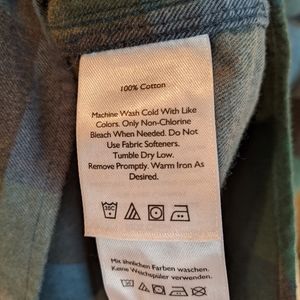 100% Cotton
Machine Wash Cold With Like
Colors. Only Non-Chlorine
Bleach When Needed. Do Not
Use Fabric Softeners.
Tumble Dry Low.
Remove Promptly. Warm Iron As
Desired.
Mit ähnlichen Farben waschen.
Keine Weichspüler verwenden.